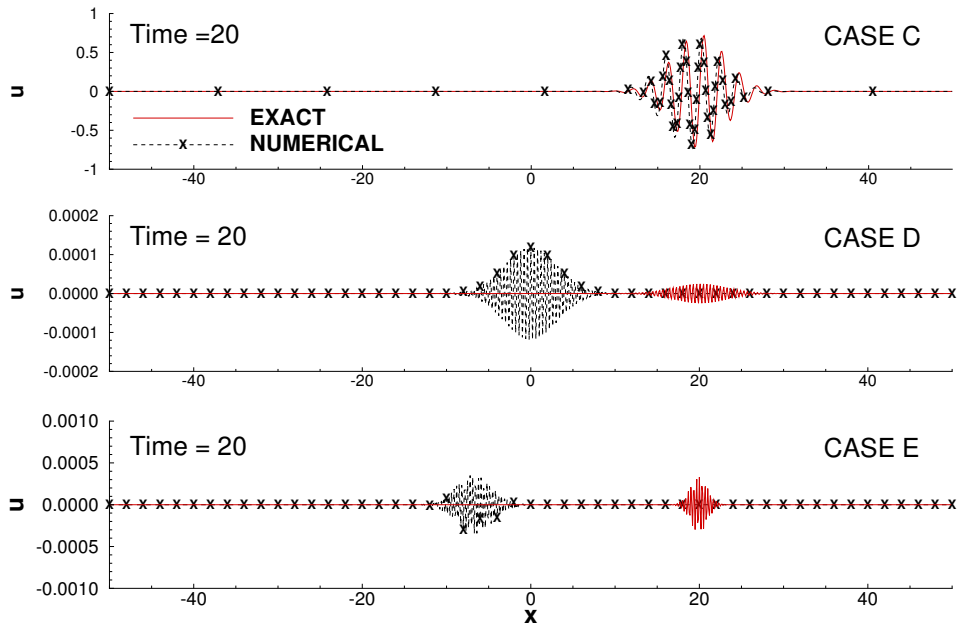 1
Time =20
CASE C
0.5
u
0
EXACT
-0.5
x NUMERICAL
-1
-40 -20 0 20 40
0.0002
Time = 20
CASE D
0.0001
u
0.0000
-0.0001
-0.0002
-40 -20 0 20 40
0.0010
Time = 20
CASE E
0.0005
u
0.0000
-0.0005
-0.0010
-40 -20 0 20 40
x